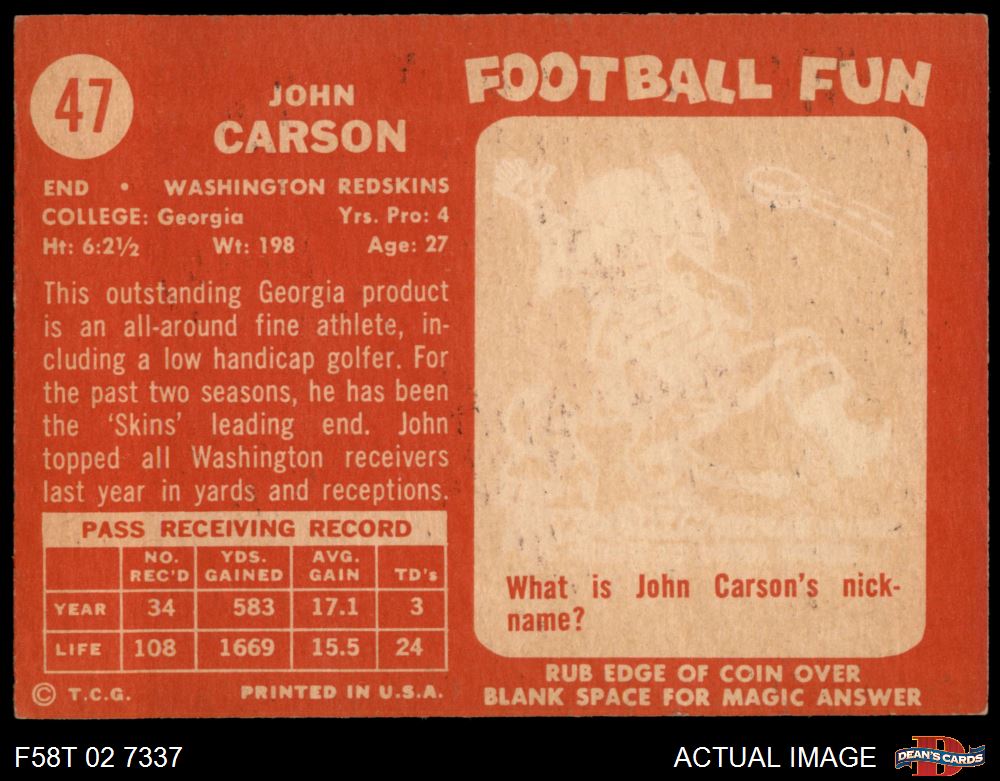 47
JOHN
CARSON
END • WASHINGTON REDSKINS
COLLEGE: Georgia Yrs. Pro: 4
Ht: 6:2½ Wt: 198 Age: 27
This outstanding Georgia product
is an all-around fine athlete, in-
cluding a low handicap golfer. For
the past two seasons, he has been
the 'Skins' leading end. John
topped all Washington receivers
last year in yards and receptions.
PASS RECEIVING RECORD
NO. REC'D YDS. GAINED AVG. GAIN TD's
YEAR 34 583 17.1 3
LIFE 108 1669 15.5 24
© T.C.G. PRINTED IN U.S.A.
FOOTBALL FUN
What is John Carson's nick-
name?
RUB EDGE OF COIN OVER
BLANK SPACE FOR MAGIC ANSWER
F58T 02 7337
ACTUAL IMAGE
D
DEAN'S CARDS